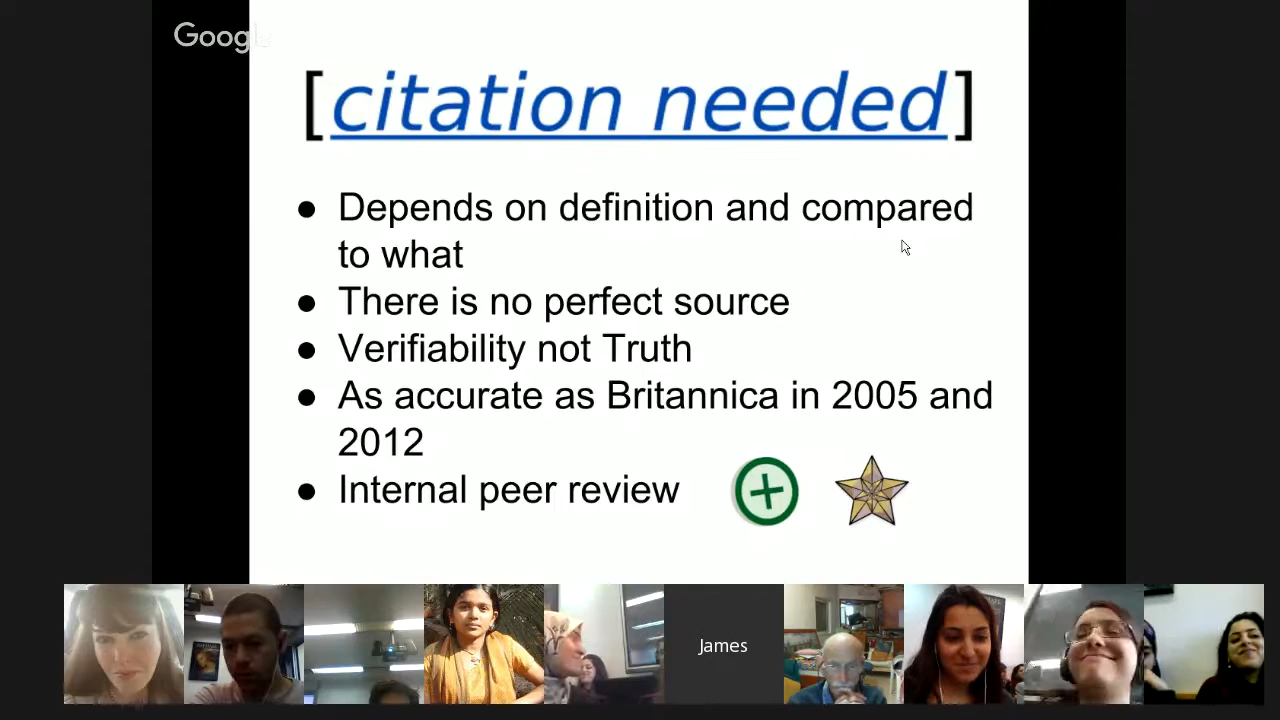 Google
[citation needed]
● Depends on definition and compared
to what
● There is no perfect source
● Verifiability not Truth
● As accurate as Britannica in 2005 and
2012
● Internal peer review
James